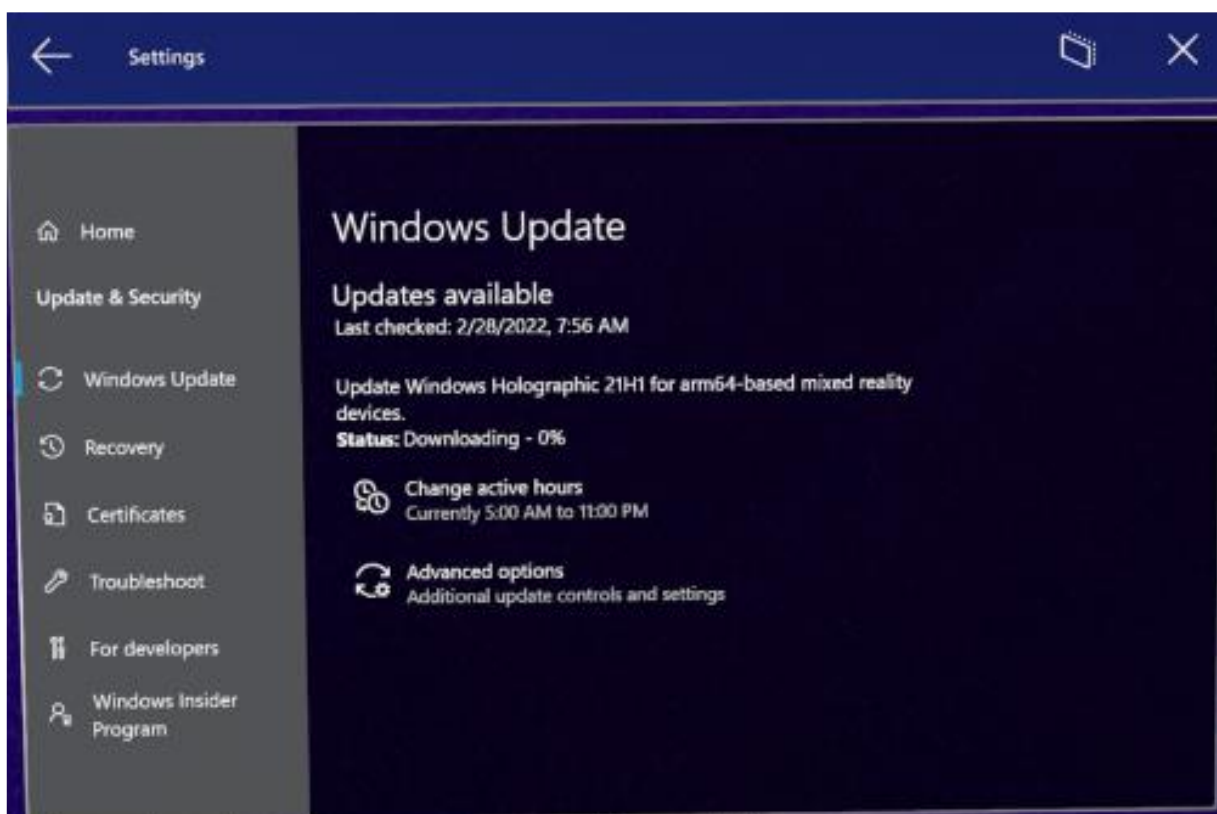 Settings
Home
Update & Security
Windows Update
Recovery
Certificates
Troubleshoot
For developers
Windows Insider
Program
Windows Update
Updates available
Last checked: 2/28/2022, 7:56 AM
Update Windows Holographic 21H1 for arm64-based mixed reality
devices.
Status: Downloading - 0%
Change active hours
Currently 5:00 AM to 11:00 PM
Advanced options
Additional update controls and settings